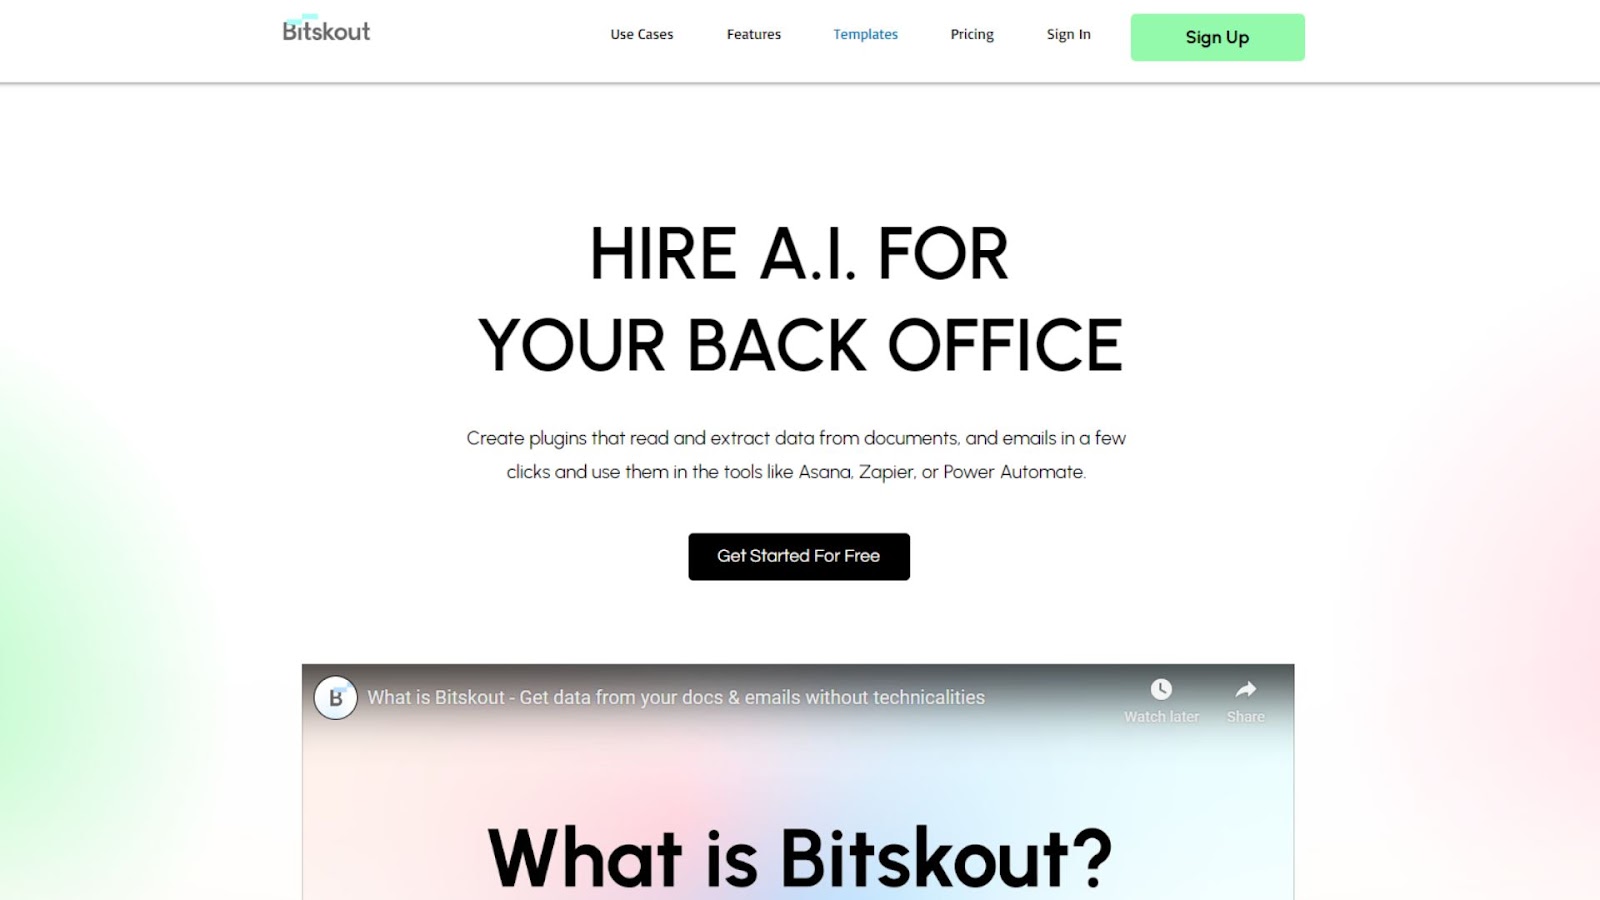 Bitskout
Use Cases
Features
Templates
Pricing
Sign In
Sign Up
HIRE A.I. FOR
YOUR BACK OFFICE
Create plugins that read and extract data from documents, and emails in a few
clicks and use them in the tools like Asana, Zapier, or Power Automate.
Get Started For Free
B
What is Bitskout - Get data from your docs & emails without technicalities
Watch later
Share
What is Bitskout?